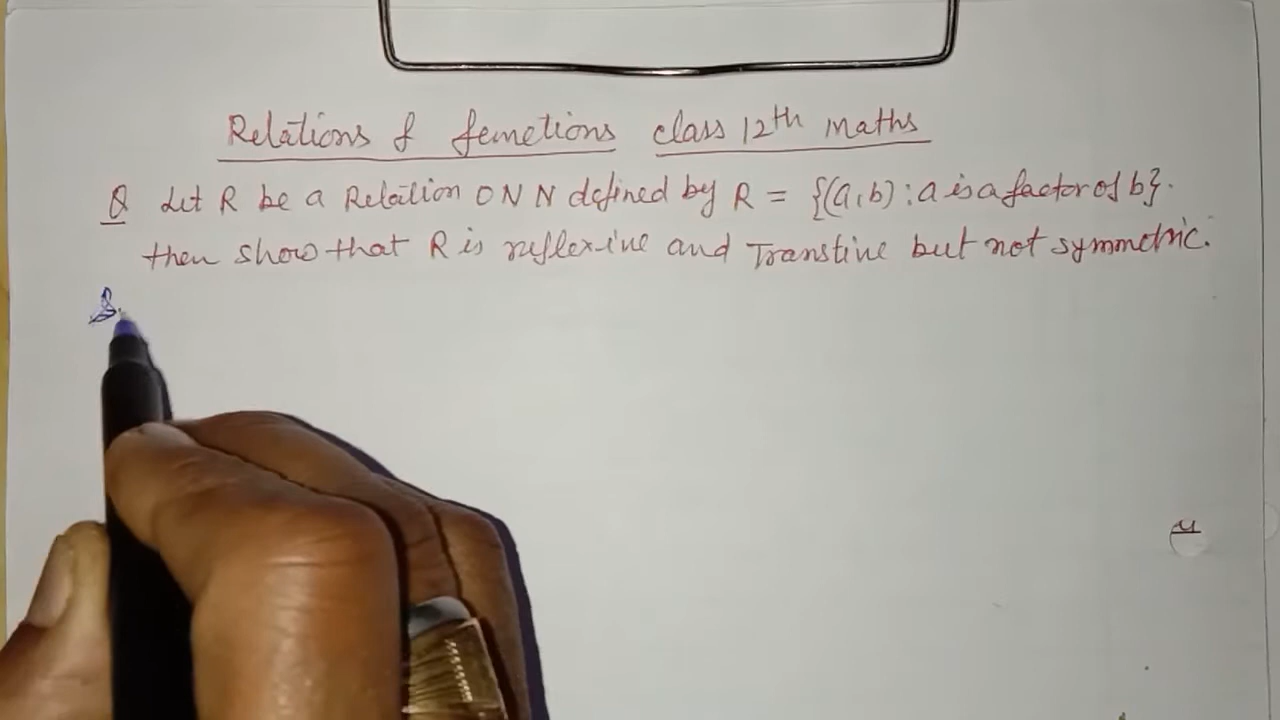 Relations & functions class 12th maths
Q Let R be a Relation ON N defined by R = {(a,b) : a is a factor of b}.
then show that R is reflexive and Transtive but not symmetric.